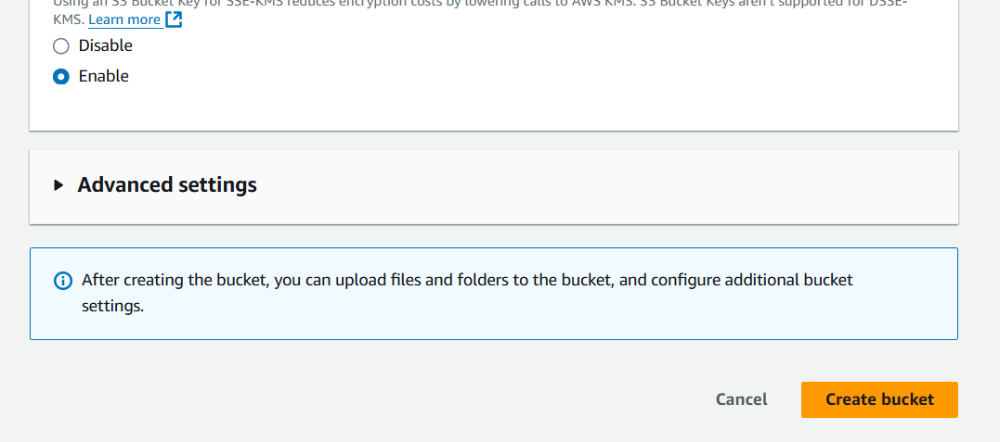 Using an S3 Bucket Key for SSE-KMS reduces encryption costs by lowering calls to AWS KMS. S3 Bucket Keys aren't supported for DSSE-
KMS. Learn more
Disable
Enable
Advanced settings
After creating the bucket, you can upload files and folders to the bucket, and configure additional bucket
settings.
Cancel
Create bucket